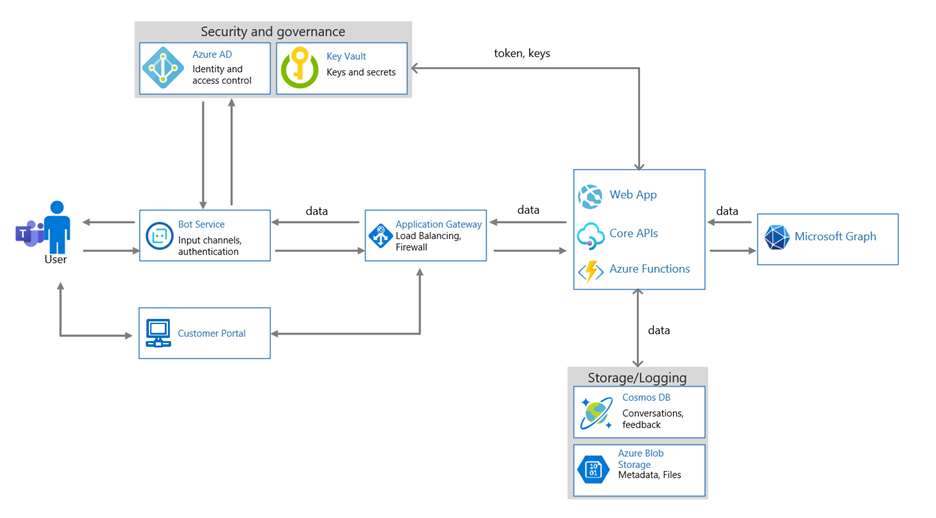 Security and governance
Azure AD
Identity and
access control
Key Vault
Keys and secrets
token, keys
T
User
Bot Service
Input channels,
authentication
data
Application Gateway
Load Balancing,
Firewall
data
Web App
Core APIs
Azure Functions
data
Microsoft Graph
Customer Portal
data
Storage/Logging
Cosmos DB
Conversations,
feedback
10
01
Azure Blob
Storage
Metadata, Files